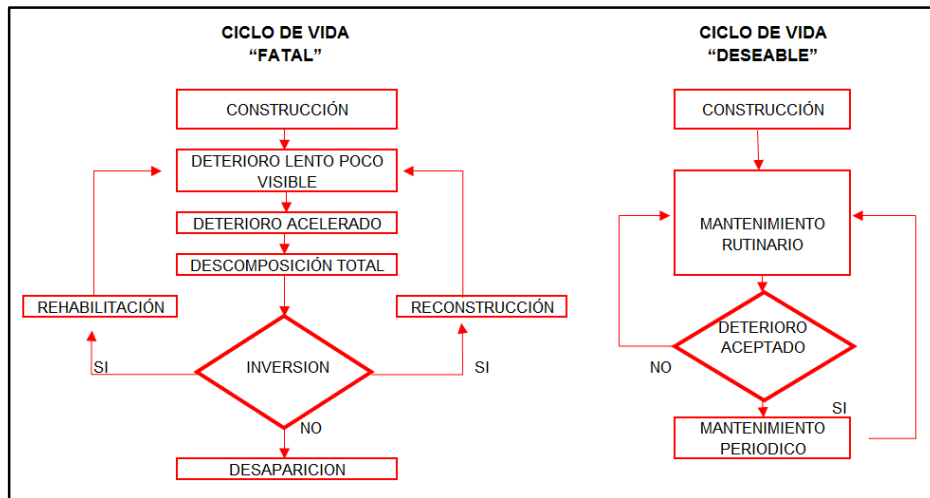 CICLO DE VIDA
“FATAL”
CONSTRUCCIÓN
DETERIORO LENTO POCO
VISIBLE
DETERIORO ACELERADO
DESCOMPOSICIÓN TOTAL
REHABILITACIÓN
RECONSTRUCCIÓN
INVERSION
SI
SI
NO
DESAPARICION
CICLO DE VIDA
“DESEABLE”
CONSTRUCCIÓN
MANTENIMIENTO
RUTINARIO
DETERIORO
ACEPTADO
NO
SI
MANTENIMIENTO
PERIODICO